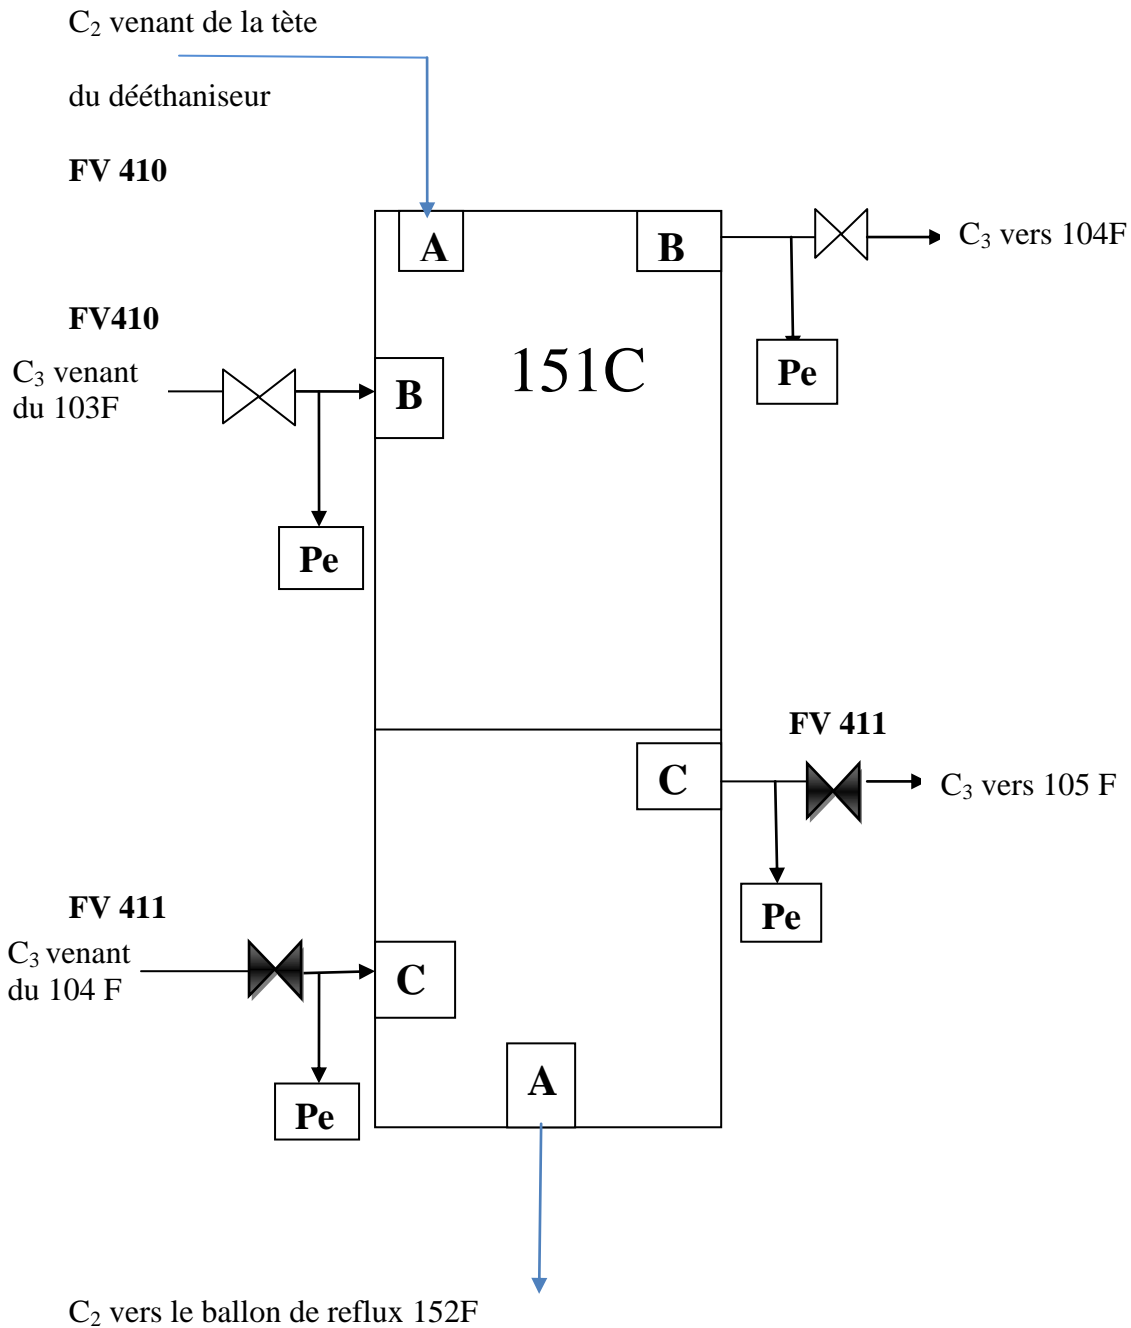 C₂ venant de la tète
du dééthaniseur
FV 410
A
B
C₃ vers 104F
FV410
C₃ venant
du 103F
B
151C
Pe
Pe
FV 411
C
C₃ vers 105 F
Pe
FV 411
C₃ venant
du 104 F
C
A
Pe
C₂ vers le ballon de reflux 152F